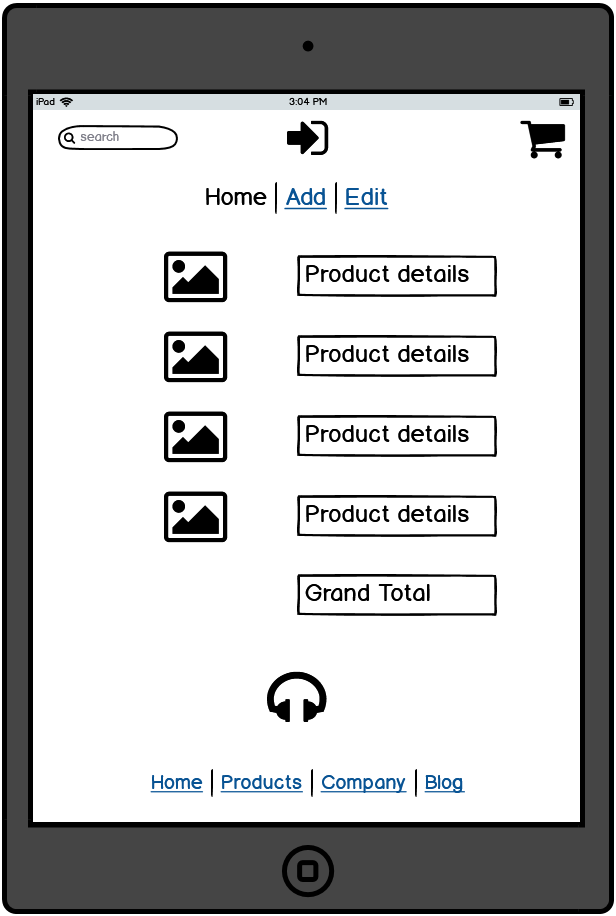 iPad 3:04 PM
search
Home Add Edit
Product details
Product details
Product details
Product details
Grand Total
Home Products Company Blog